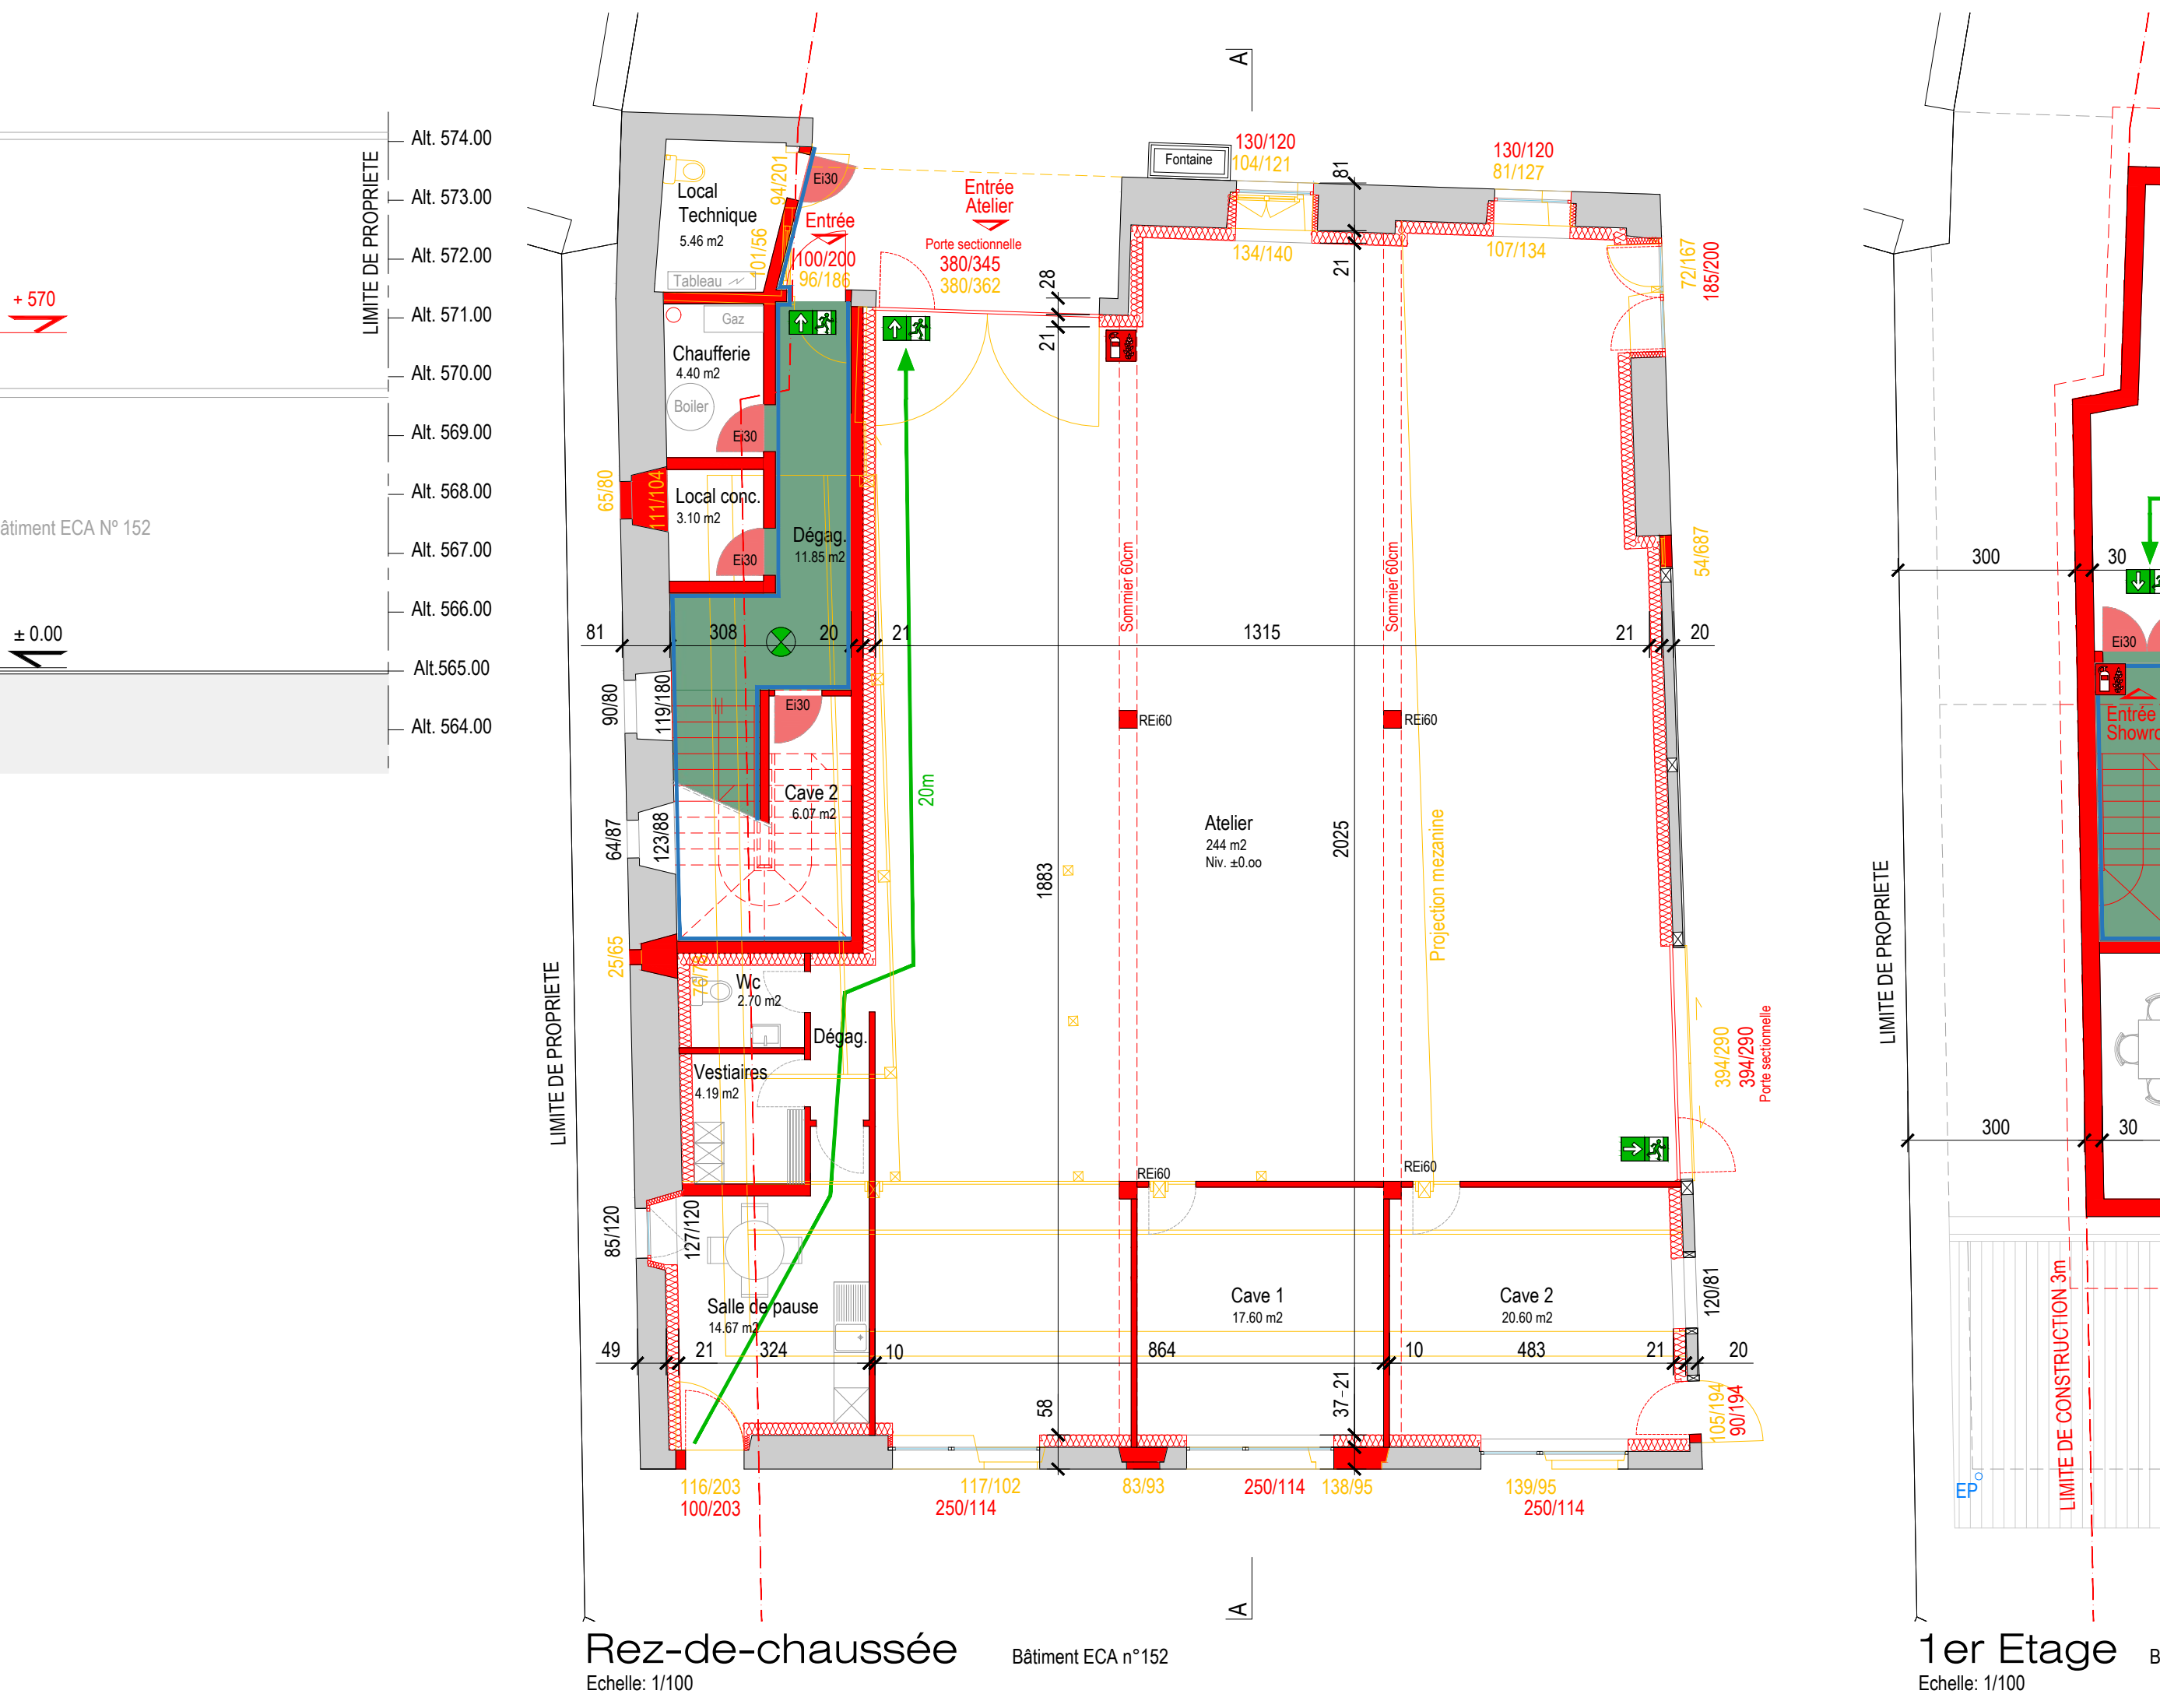 Alt. 574.00
Alt. 573.00
Alt. 572.00
Alt. 571.00
Alt. 570.00
Alt. 569.00
Alt. 568.00
Alt. 567.00
Alt. 566.00
Alt.565.00
Alt. 564.00
LIMITE DE PROPRIETE
+ 570
âtiment ECA Nº 152
± 0.00
A
Fontaine
130/120
104/121
81
130/120
81/127
Local
Technique
5.46 m2
Tableau
94/201
Ei30
Entrée
101/56
100/200
96/186
Entrée
Atelier
Porte sectionnelle
380/345
380/362
134/140
21
107/134
72/167
185/200
28
21
Gaz
Chaufferie
4.40 m2
Boiler
Ei30
65/80
111/104
Local conc.
3.10 m2
Ei30
Dégag.
11.85 m2
Sommier 60cm
Sommier 60cm
54/687
81
308
20
21
1315
21
20
90/80
119/180
Ei30
REi60
REi60
64/87
123/88
Cave 2
6.07 m2
20m
Atelier
244 m2
Niv. ±0.oo
1883
2025
Projection mezanine
25/65
Wc
2.70 m2
Dégag.
Vestiaires
4.19 m2
LIMITE DE PROPRIETE
394/290
394/290
Porte sectionnelle
REi60
REi60
85/120
127/120
Salle de pause
14.67 m2
Cave 1
17.60 m2
Cave 2
20.60 m2
120/81
49
21
324
10
864
10
483
21
20
58
37-21
105/194
90/194
116/203
100/203
117/102
250/114
83/93
250/114
138/95
139/95
250/114
A
Rez-de-chaussée
Bâtiment ECA n°152
Echelle: 1/100
300
30
Ei30
Entrée
LIMITE DE PROPRIETE
300
30
LIMITE DE CONSTRUCTION 3m
EP
1er Etage
B
Echelle: 1/100